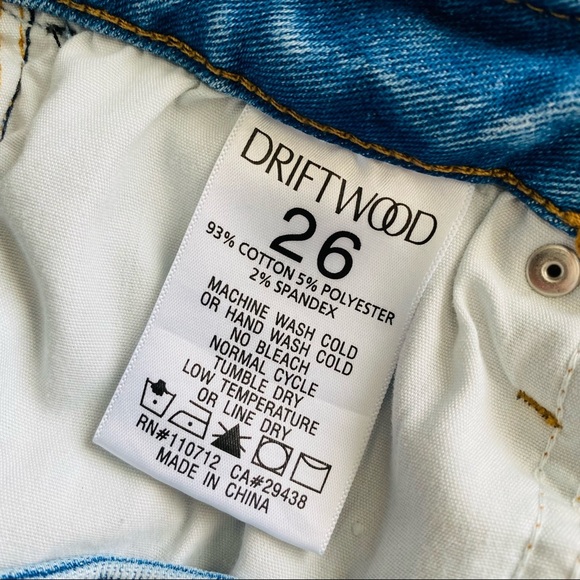 DRIFTWOOD
26
93% COTTON 5% POLYESTER
2% SPANDEX
MACHINE WASH COLD
OR HAND WASH COLD
NO BLEACH
NORMAL CYCLE
TUMBLE DRY
LOW TEMPERATURE
OR LINE DRY
RN#110712 CA#29438
MADE IN CHINA